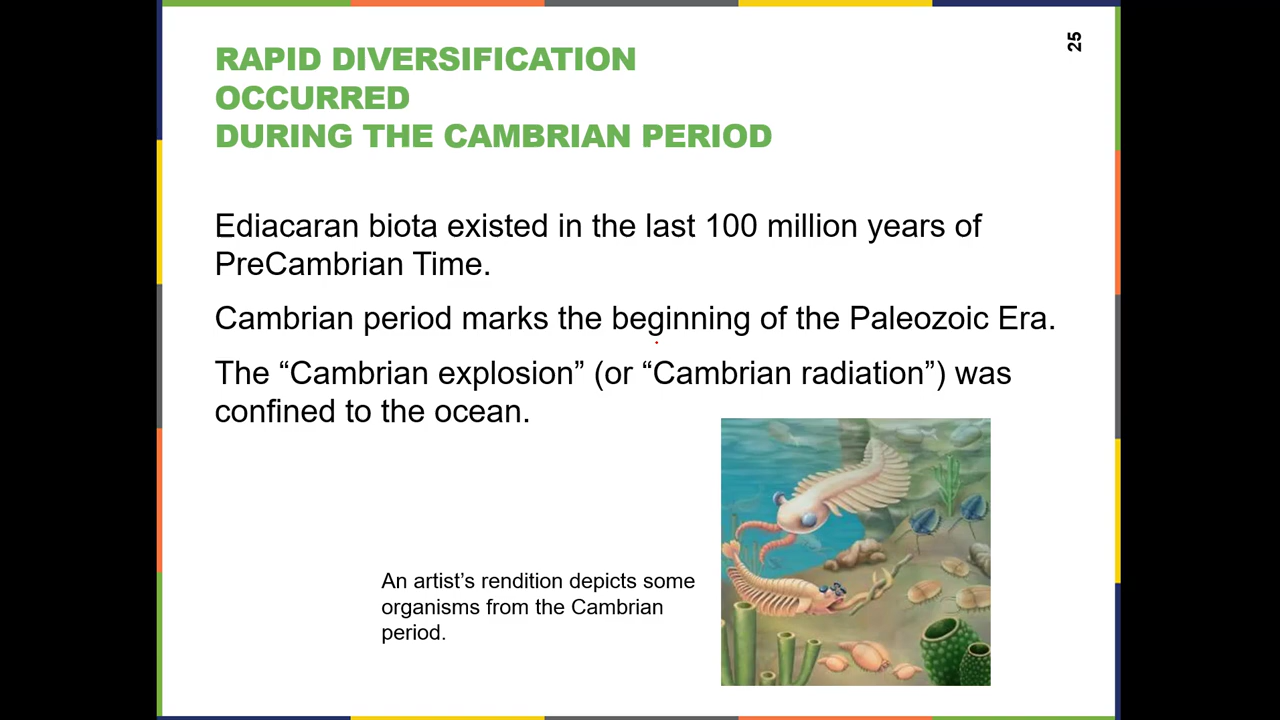 25
RAPID DIVERSIFICATION
OCCURRED
DURING THE CAMBRIAN PERIOD
Ediacaran biota existed in the last 100 million years of
PreCambrian Time.
Cambrian period marks the beginning of the Paleozoic Era.
The “Cambrian explosion” (or “Cambrian radiation”) was
confined to the ocean.
An artist’s rendition depicts some
organisms from the Cambrian
period.